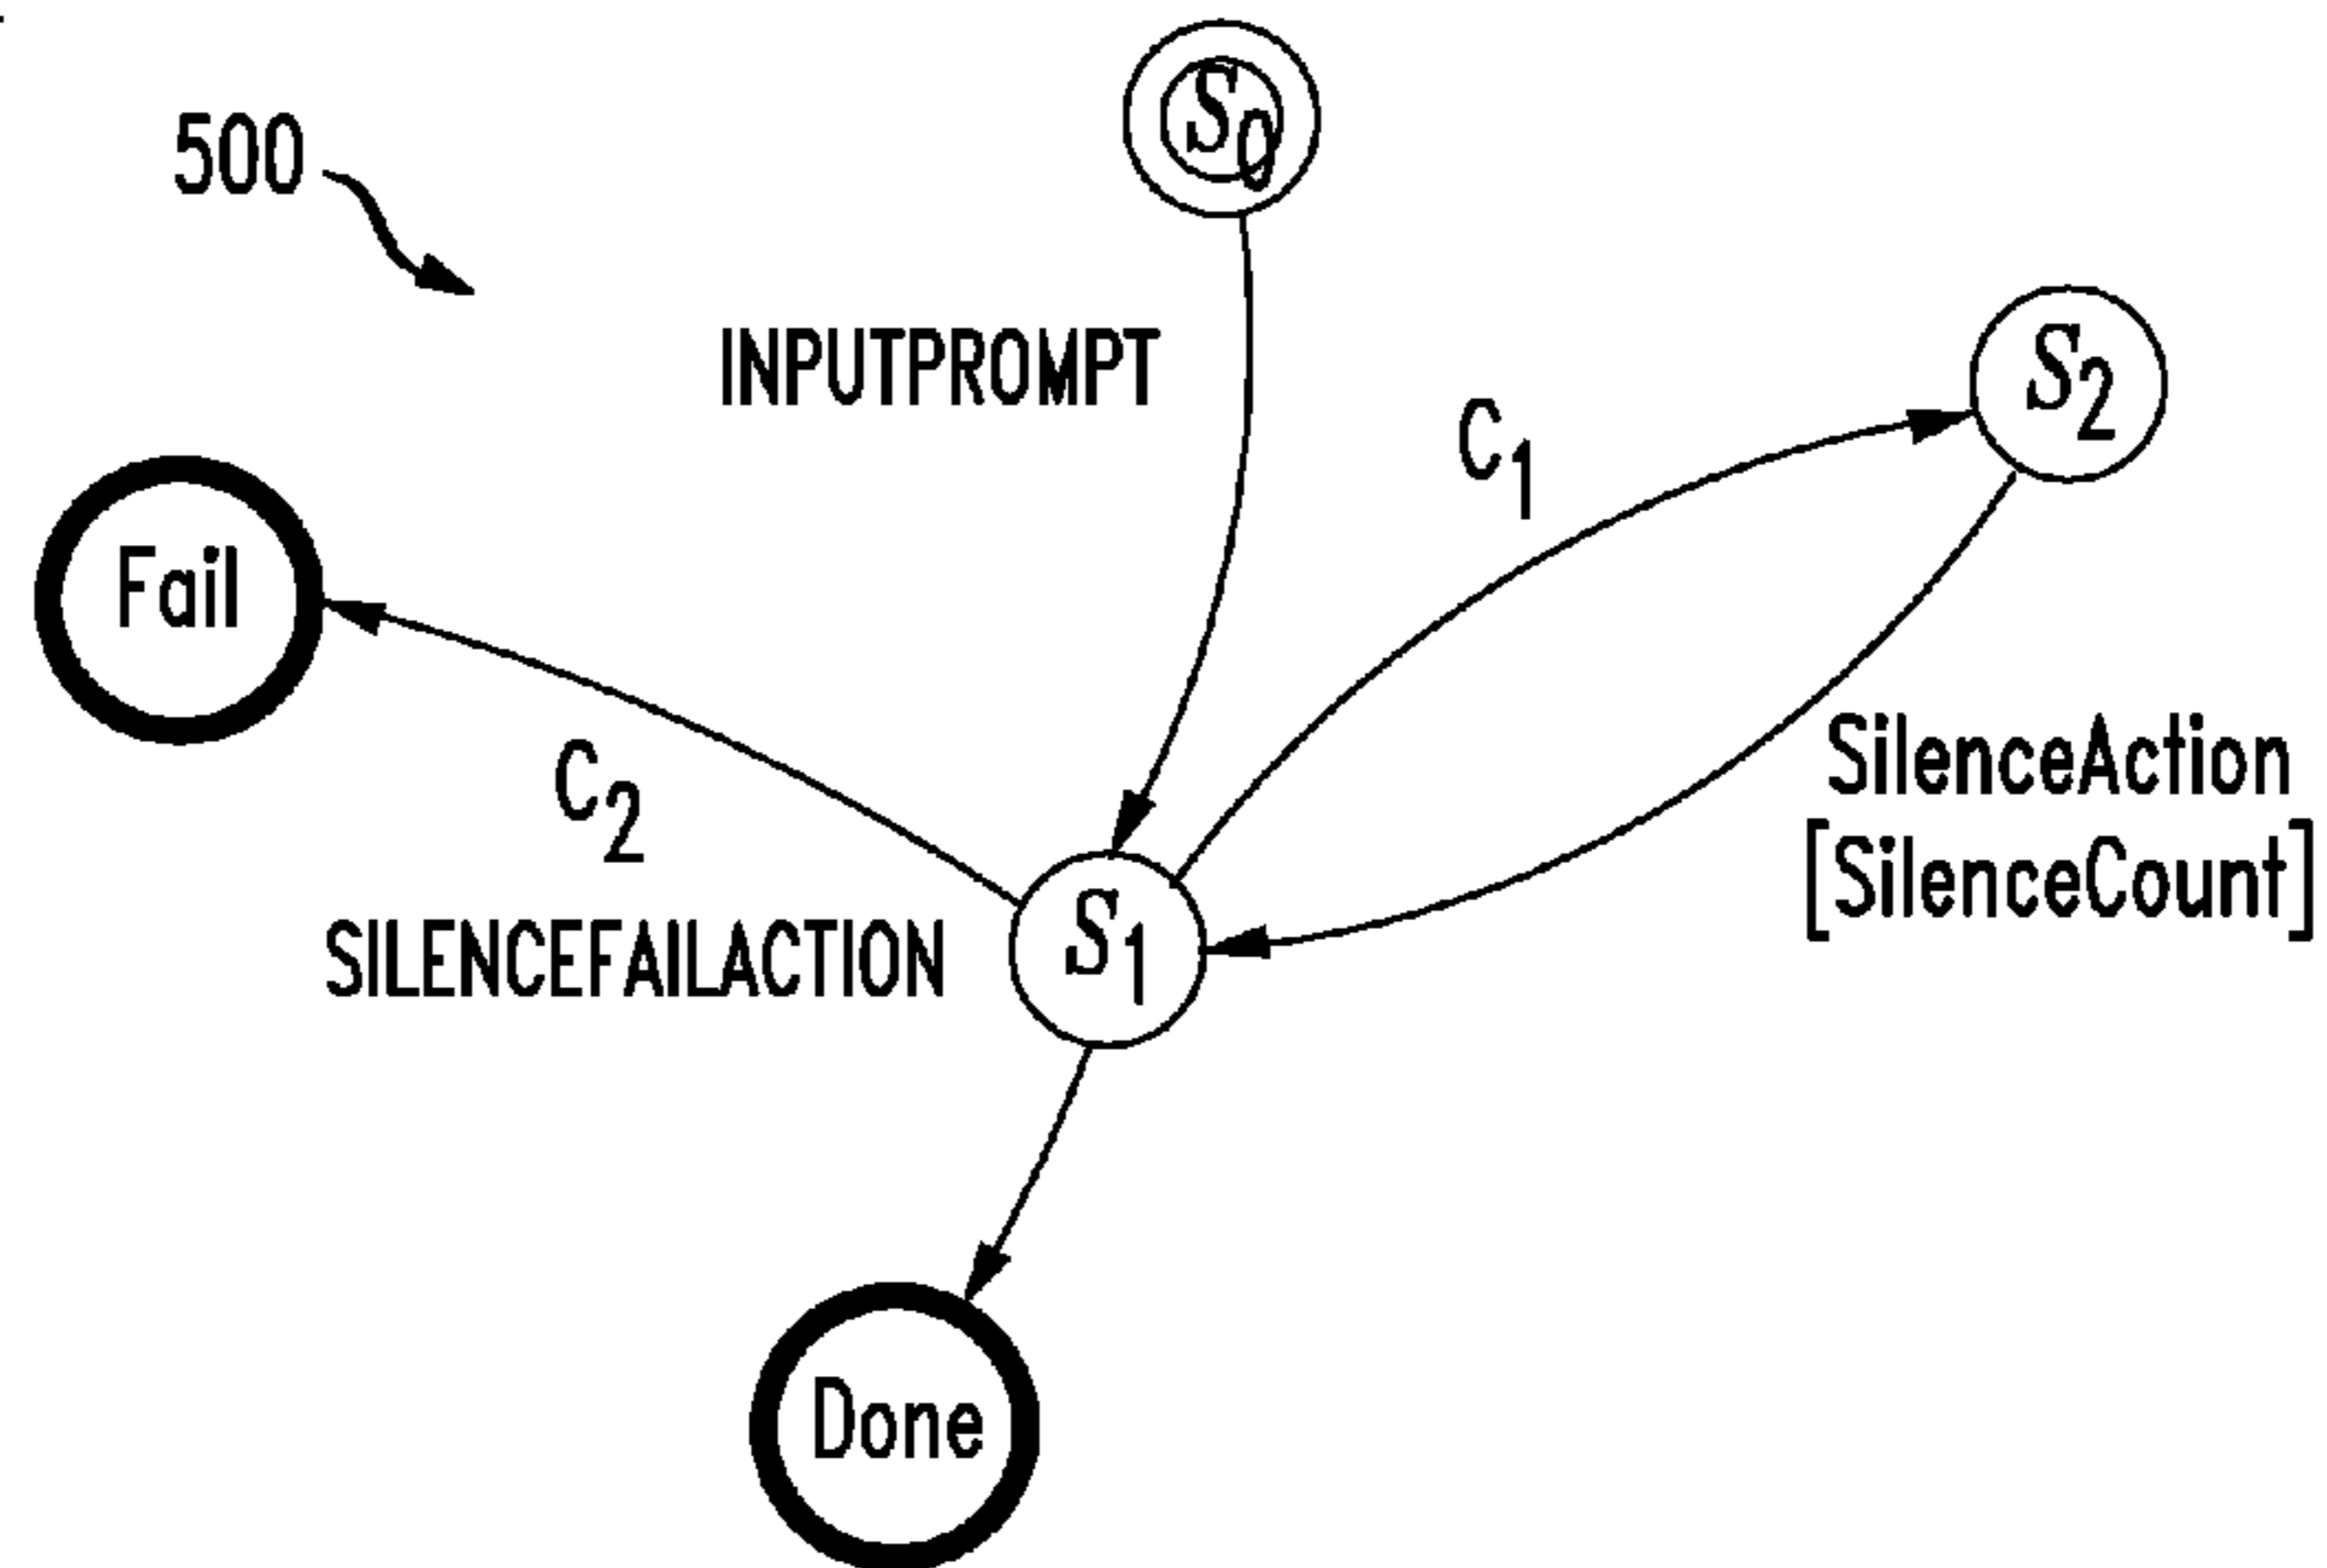 S0
500
INPUTPROMPT
S2
C1
Fail
C2
SilenceAction
[SilenceCount]
SILENCEFAILACTION
S1
Done